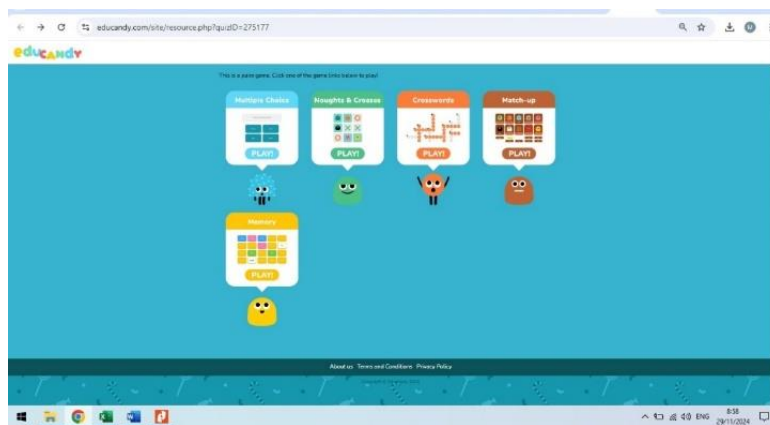 educandy.com/site/resource.php?quizID=275177
educandy
This is a pairs game. Click one of the game links below to play!
Multiple Choice
Noughts & Crosses
Crosswords
Match-up
PLAY!
PLAY!
PLAY!
PLAY!
Memory
PLAY!
About us Terms and Conditions Privacy Policy
ENG
8:58
29/11/2024